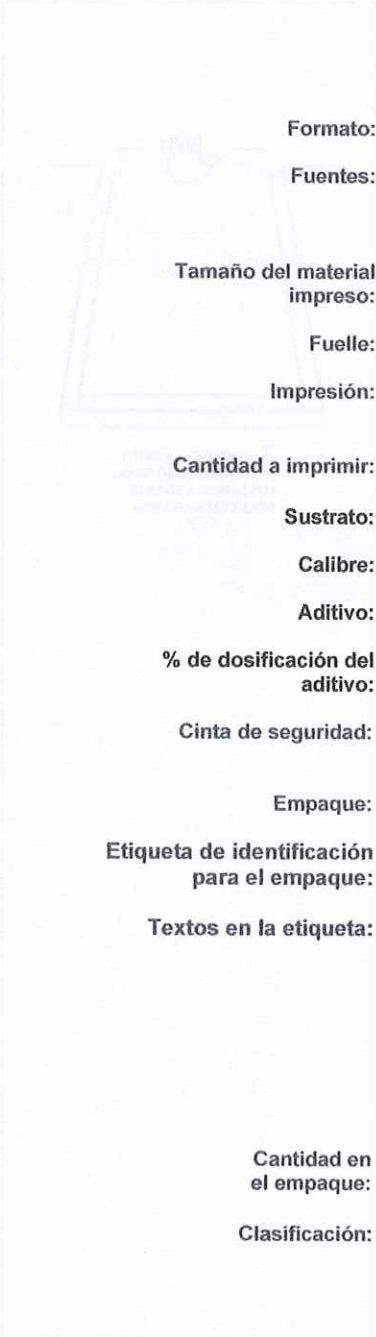 Formato:
Fuentes:
Tamaño del material
impreso:
Fuelle:
Impresión:
Cantidad a imprimir:
Sustrato:
Calibre:
Aditivo:
% de dosificación del
aditivo:
Cinta de seguridad:
Empaque:
Etiqueta de identificación
para el empaque:
Textos en la etiqueta:
Cantidad en
el empaque:
Clasificación: